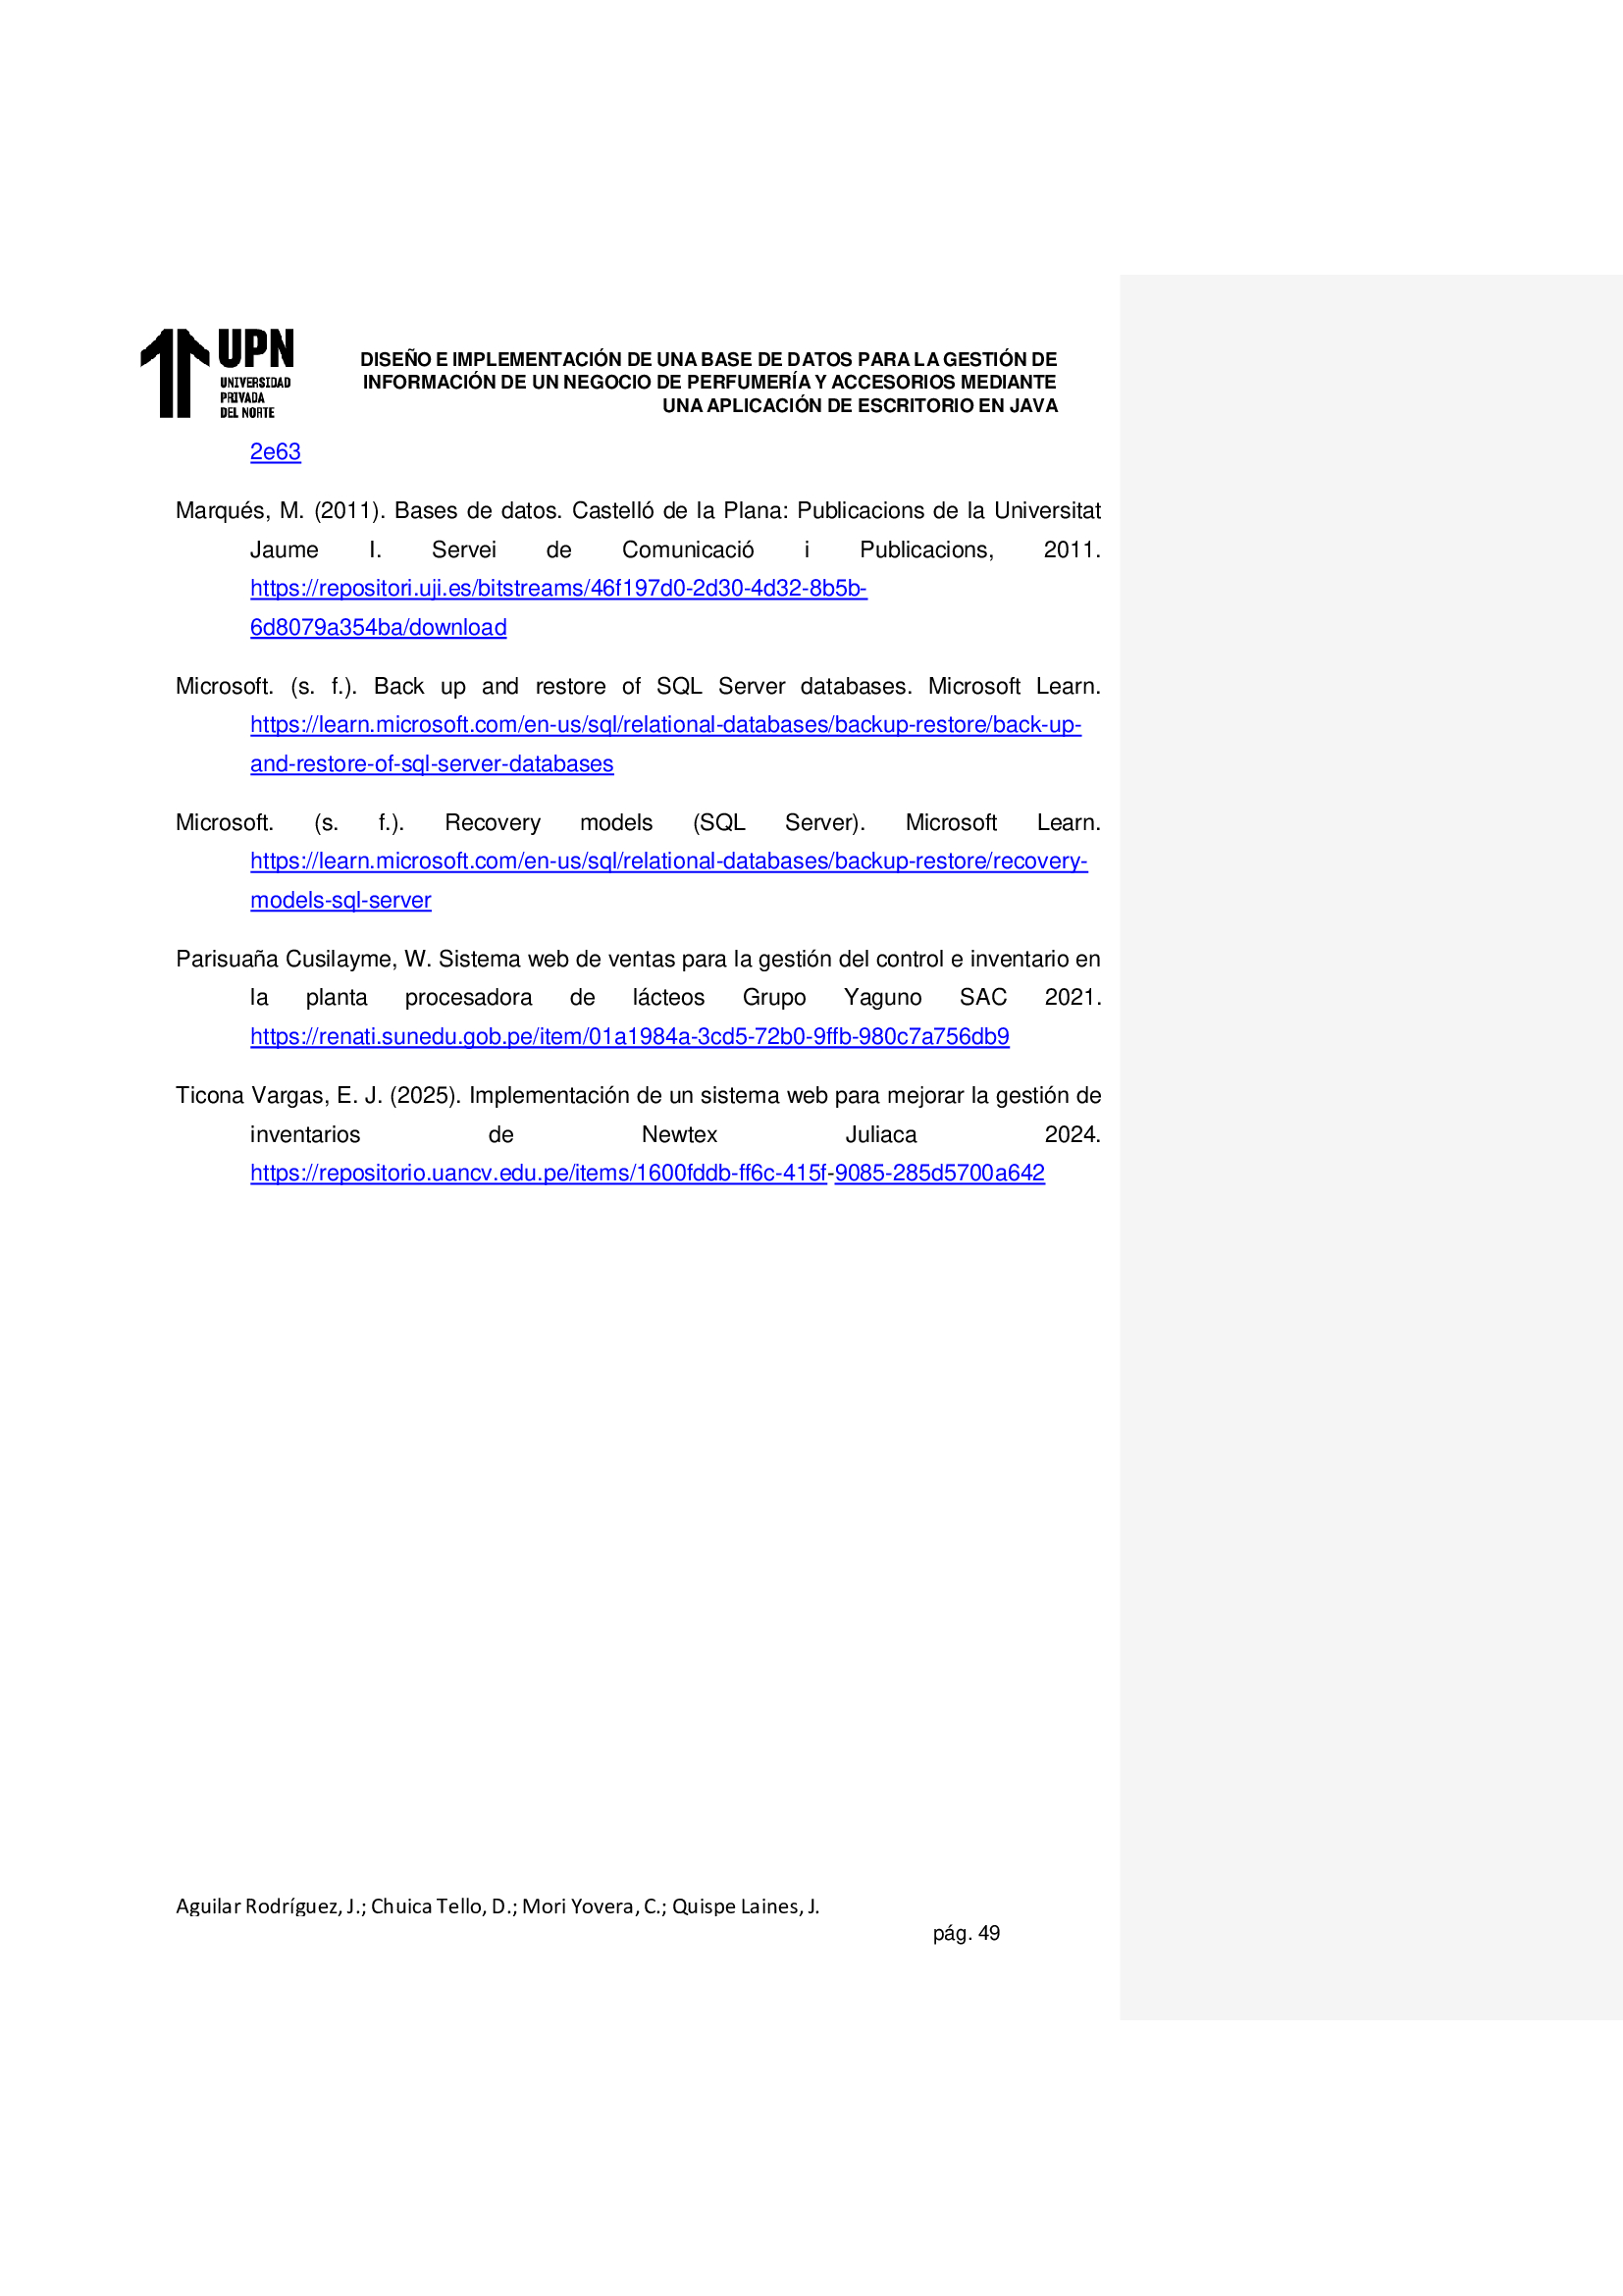 UPN
UNIVERSIDAD
PRIVADA
DEL NORTE
DISEÑO E IMPLEMENTACIÓN DE UNA BASE DE DATOS PARA LA GESTIÓN DE
INFORMACIÓN DE UN NEGOCIO DE PERFUMERÍA Y ACCESORIOS MEDIANTE
UNA APLICACIÓN DE ESCRITORIO EN JAVA
2e63
Marqués, M. (2011). Bases de datos. Castelló de la Plana: Publicacions de la Universitat
Jaume I. Servei de Comunicació i Publicacions, 2011.
https://repositori.uji.es/bitstreams/46f197d0-2d30-4d32-8b5b-
6d8079a354ba/download
Microsoft. (s. f.). Back up and restore of SQL Server databases. Microsoft Learn.
https://learn.microsoft.com/en-us/sql/relational-databases/backup-restore/back-up-
and-restore-of-sql-server-databases
Microsoft. (s. f.). Recovery models (SQL Server). Microsoft Learn.
https://learn.microsoft.com/en-us/sql/relational-databases/backup-restore/recovery-
models-sql-server
Parisuaña Cusilayme, W. Sistema web de ventas para la gestión del control e inventario en
la planta procesadora de lácteos Grupo Yaguno SAC 2021.
https://renati.sunedu.gob.pe/item/01a1984a-3cd5-72b0-9ffb-980c7a756db9
Ticona Vargas, E. J. (2025). Implementación de un sistema web para mejorar la gestión de
inventarios de Newtex Juliaca 2024.
https://repositorio.uancv.edu.pe/items/1600fddb-ff6c-415f-9085-285d5700a642
Aguilar Rodríguez, J.; Chuica Tello, D.; Mori Yovera, C.; Quispe Laines, J.
pág. 49